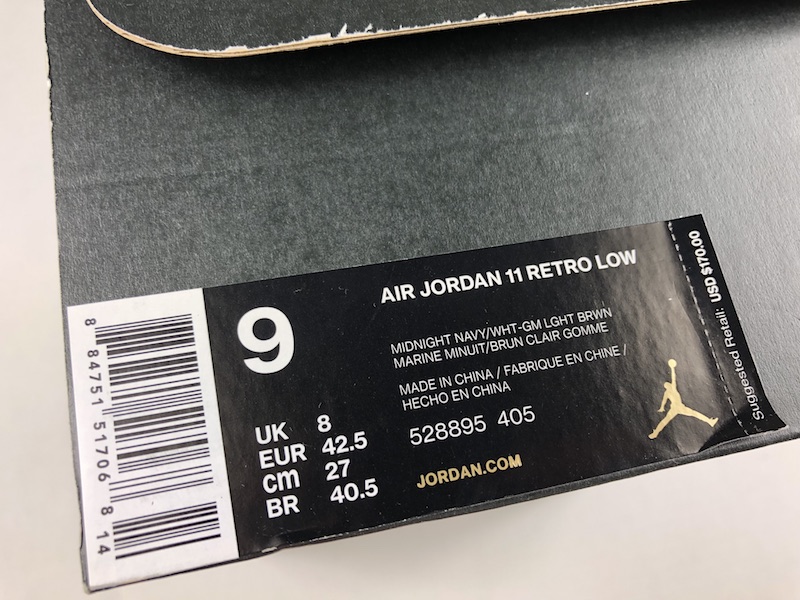 8 84751 51706 8 14
9
UK 8
EUR 42.5
cm 27
BR 40.5
AIR JORDAN 11 RETRO LOW
MIDNIGHT NAVY/WHT-GM LGHT BRWN
MARINE MINUIT/BRUN CLAIR GOMME
MADE IN CHINA / FABRIQUE EN CHINE /
HECHO EN CHINA
528895 405
JORDAN.COM
Suggested Retail: USD $170.00